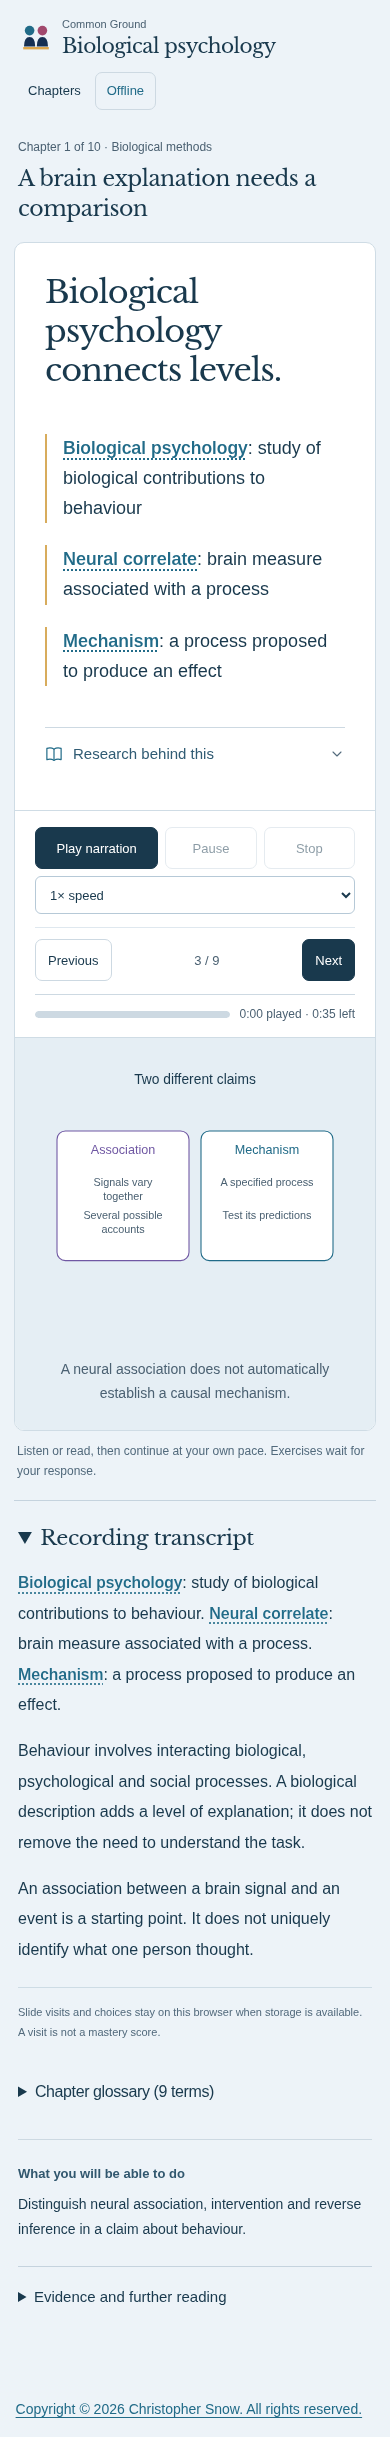 Common Ground
Biological psychology
Chapters
Offline
Chapter 1 of 10 · Biological methods
A brain explanation needs a
comparison
Biological
psychology
connects levels.
Biological psychology: study of
biological contributions to
behaviour
Neural correlate: brain measure
associated with a process
Mechanism: a process proposed
to produce an effect
Research behind this
Play narration
Pause
Stop
1× speed
Previous
3 / 9
Next
0:00 played · 0:35 left
Two different claims
Association
Signals vary
together
Several possible
accounts
Mechanism
A specified process
Test its predictions
A neural association does not automatically
establish a causal mechanism.
Listen or read, then continue at your own pace. Exercises wait for
your response.
Recording transcript
Biological psychology: study of biological
contributions to behaviour. Neural correlate:
brain measure associated with a process.
Mechanism: a process proposed to produce an
effect.
Behaviour involves interacting biological,
psychological and social processes. A biological
description adds a level of explanation; it does not
remove the need to understand the task.
An association between a brain signal and an
event is a starting point. It does not uniquely
identify what one person thought.
Slide visits and choices stay on this browser when storage is available.
A visit is not a mastery score.
Chapter glossary (9 terms)
What you will be able to do
Distinguish neural association, intervention and reverse
inference in a claim about behaviour.
Evidence and further reading
Copyright © 2026 Christopher Snow. All rights reserved.